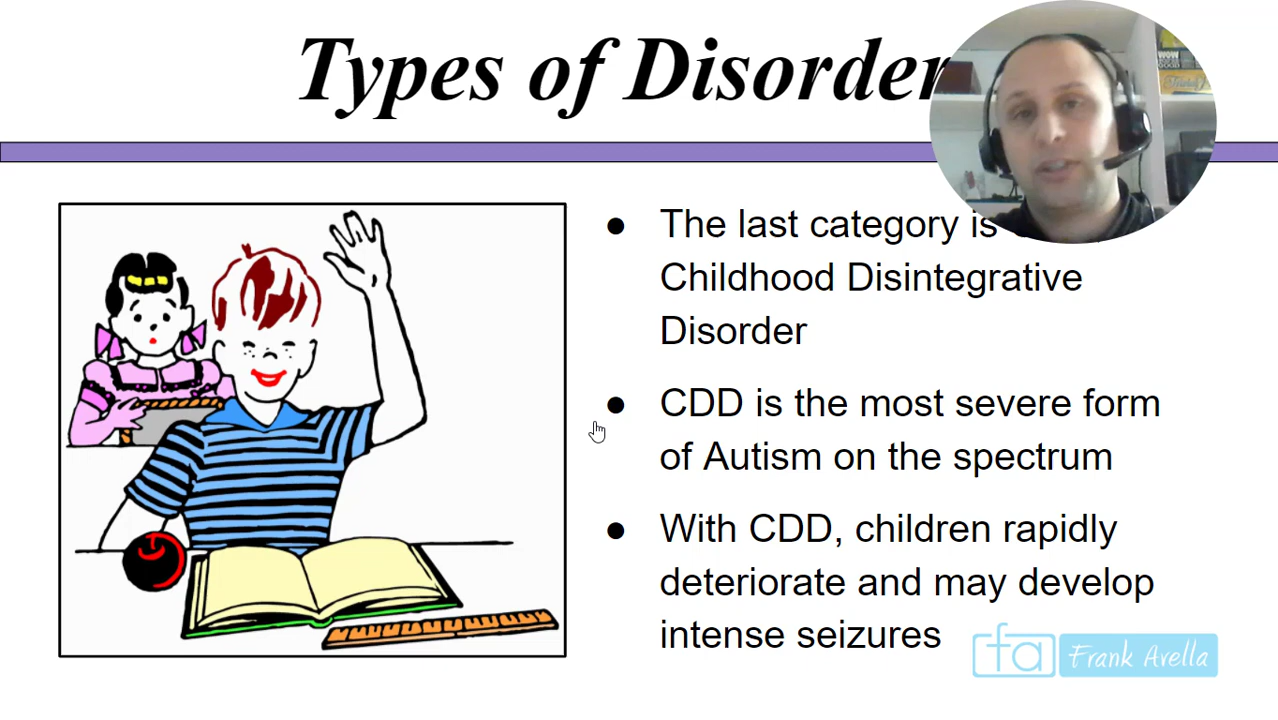 Types of Disorder
The last category is
Childhood Disintegrative
Disorder
CDD is the most severe form
of Autism on the spectrum
With CDD, children rapidly
deteriorate and may develop
intense seizures
fa Frank Avella